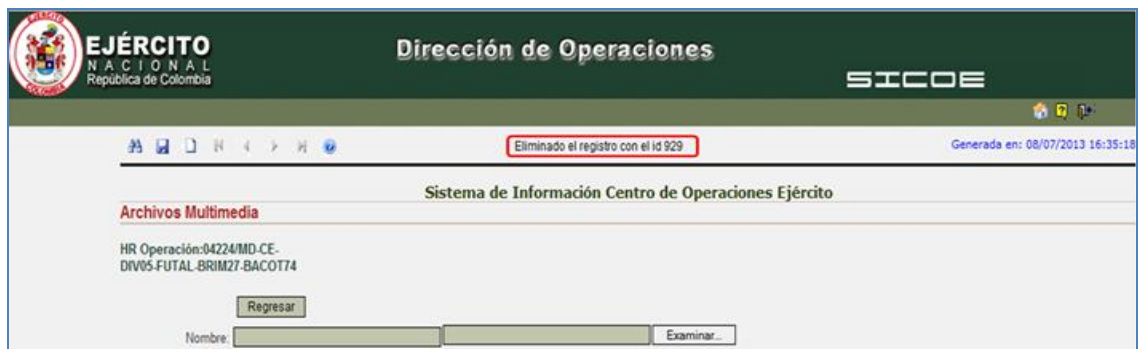 EJÉRCITO
NACIONAL
República de Colombia
Dirección de Operaciones
SICOE
Eliminado el registro con el id 929
Generada en: 08/07/2013 16:35:18
Sistema de Información Centro de Operaciones Ejército
Archivos Multimedia
HR Operación:04224/MD-CE-
DIV05-FUTAL-BRIM27-BACOT74
Regresar
Nombre:
Examinar...